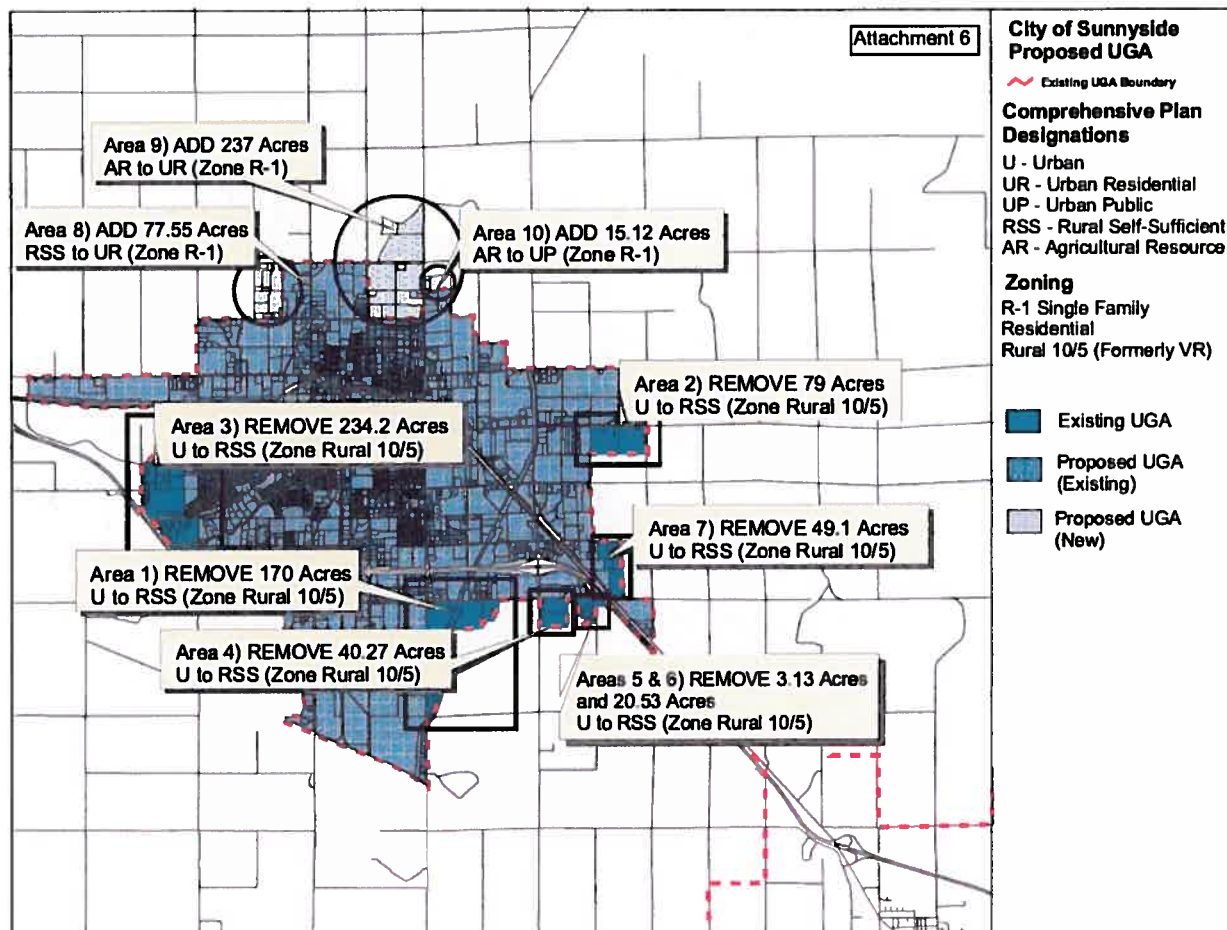 Attachment 6
Area 9) ADD 237 Acres
AR to UR (Zone R-1)
Area 8) ADD 77.55 Acres
RSS to UR (Zone R-1)
Area 10) ADD 15.12 Acres
AR to UP (Zone R-1)
Area 2) REMOVE 79 Acres
U to RSS (Zone Rural 10/5)
Area 3) REMOVE 234.2 Acres
U to RSS (Zone Rural 10/5)
Area 7) REMOVE 49.1 Acres
U to RSS (Zone Rural 10/5)
Area 1) REMOVE 170 Acres
U to RSS (Zone Rural 10/5)
Area 4) REMOVE 40.27 Acres
U to RSS (Zone Rural 10/5)
Areas 5 & 6) REMOVE 3.13 Acres
and 20.53 Acres
U to RSS (Zone Rural 10/5)
City of Sunnyside
Proposed UGA
Existing UGA Boundary
Comprehensive Plan
Designations
U - Urban
UR - Urban Residential
UP - Urban Public
RSS - Rural Self-Sufficient
AR - Agricultural Resource
Zoning
R-1 Single Family
Residential
Rural 10/5 (Formerly VR)
Existing UGA
Proposed UGA
(Existing)
Proposed UGA
(New)